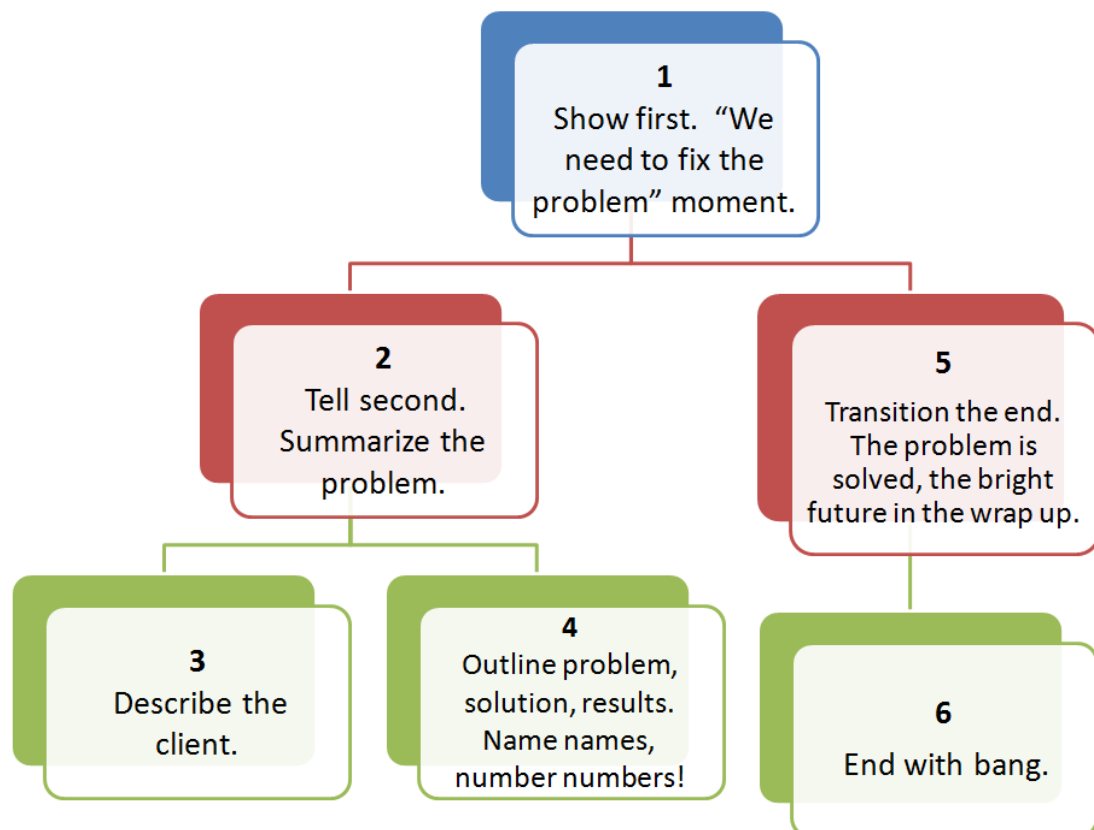 1
Show first. “We
need to fix the
problem” moment.
2
Tell second.
Summarize the
problem.
3
Describe the
client.
4
Outline problem,
solution, results.
Name names,
number numbers!
5
Transition the end.
The problem is
solved, the bright
future in the wrap up.
6
End with bang.